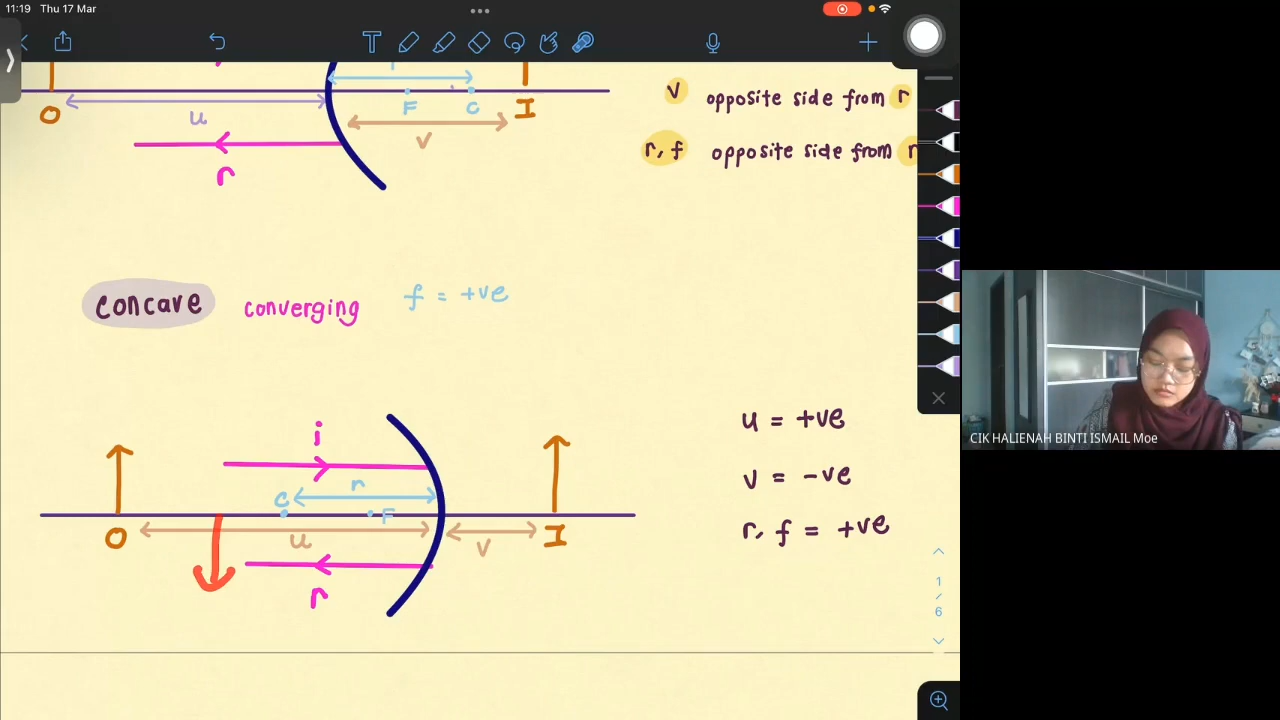 11:19 Thu 17 Mar
T
O
u
F
C
I
v
r
v opposite side from r
r, f opposite side from r
concave converging f = +ve
i
r
C
F
O
u
v
I
r
u = +ve
v = -ve
r, f = +ve
1
/
6
CIK HALIENAH BINTI ISMAIL Moe